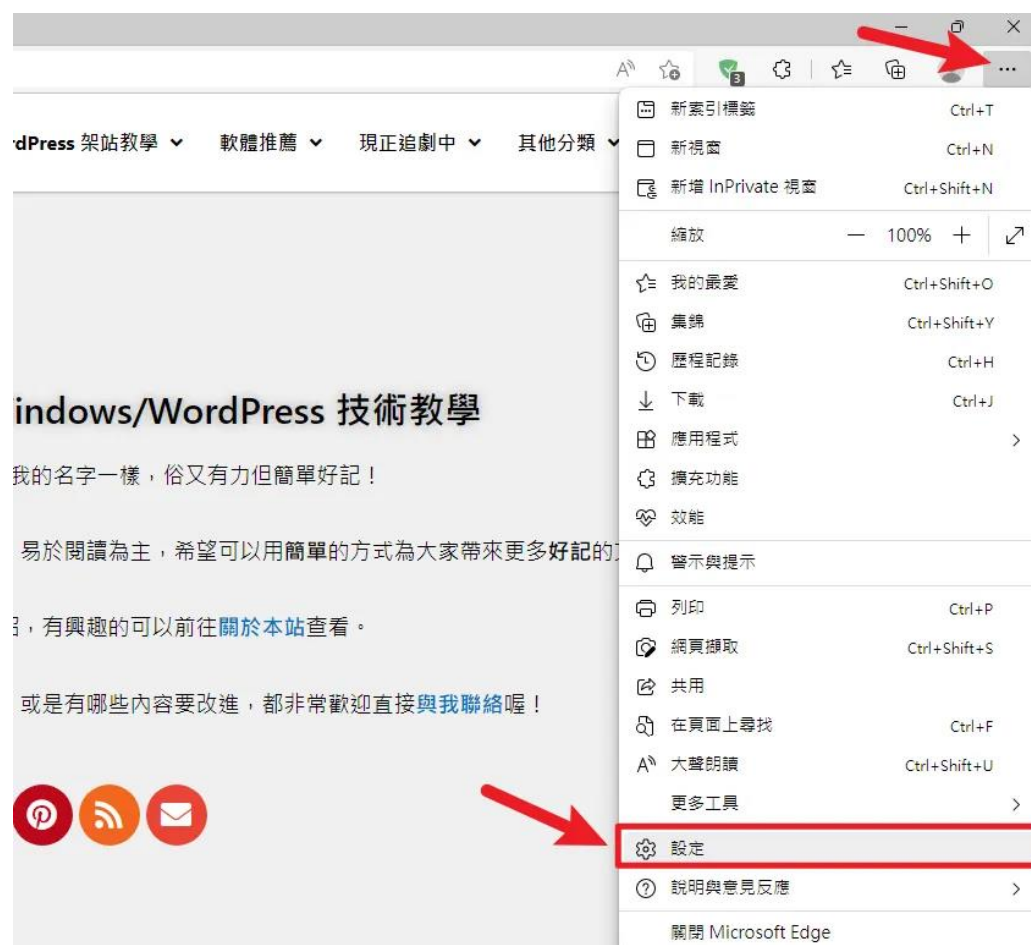 3
rdPress 架站教學
軟體推薦
現正追劇中
其他分類
indows/WordPress 技術教學
我的名字一樣，俗又有力但簡單好記！
易於閱讀為主，希望可以用簡單的方式為大家帶來更多好記的
，有興趣的可以前往關於本站查看。
或是有哪些內容要改進，都非常歡迎直接與我聯絡喔！
新索引標籤 Ctrl+T
新視窗 Ctrl+N
新增 InPrivate 視窗 Ctrl+Shift+N
縮放 — 100% +
我的最愛 Ctrl+Shift+O
集錦 Ctrl+Shift+Y
歷程記錄 Ctrl+H
下載 Ctrl+J
應用程式
擴充功能
效能
警示與提示
列印 Ctrl+P
網頁擷取 Ctrl+Shift+S
共用
在頁面上尋找 Ctrl+F
大聲朗讀 Ctrl+Shift+U
更多工具
設定
說明與意見反應
關閉 Microsoft Edge